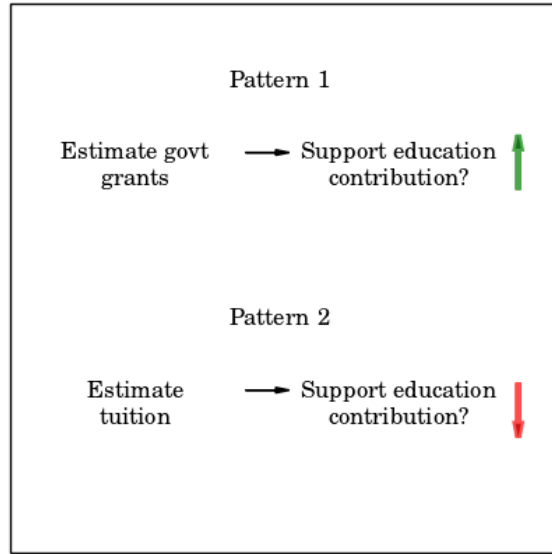 Pattern 1
Estimate govt grants
Support education contribution?
Pattern 2
Estimate tuition
Support education contribution?